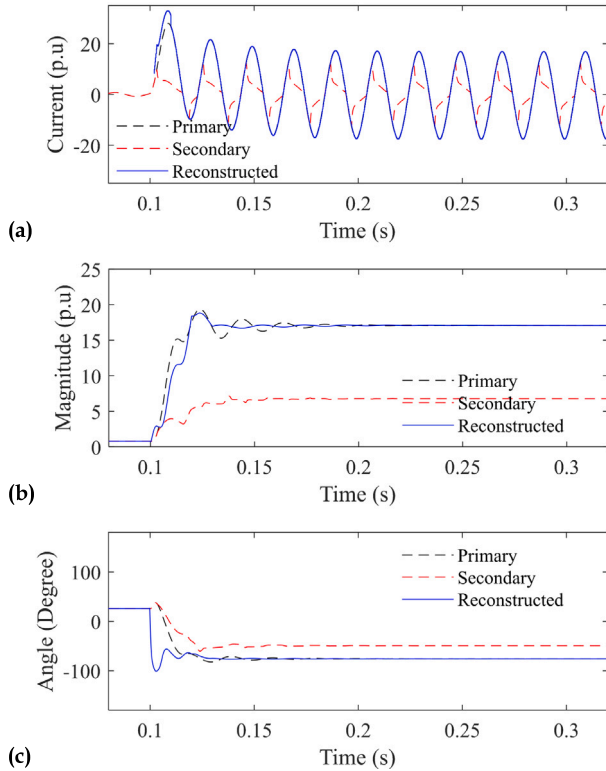 20
0
-20
Current (p.u)
Primary
Secondary
Reconstructed
0.1
0.15
0.2
0.25
0.3
Time (s)
(a)
25
20
15
10
5
0
Magnitude (p.u)
Primary
Secondary
Reconstructed
0.1
0.15
0.2
0.25
0.3
Time (s)
(b)
100
0
-100
Angle (Degree)
Primary
Secondary
Reconstructed
0.1
0.15
0.2
0.25
0.3
Time (s)
(c)